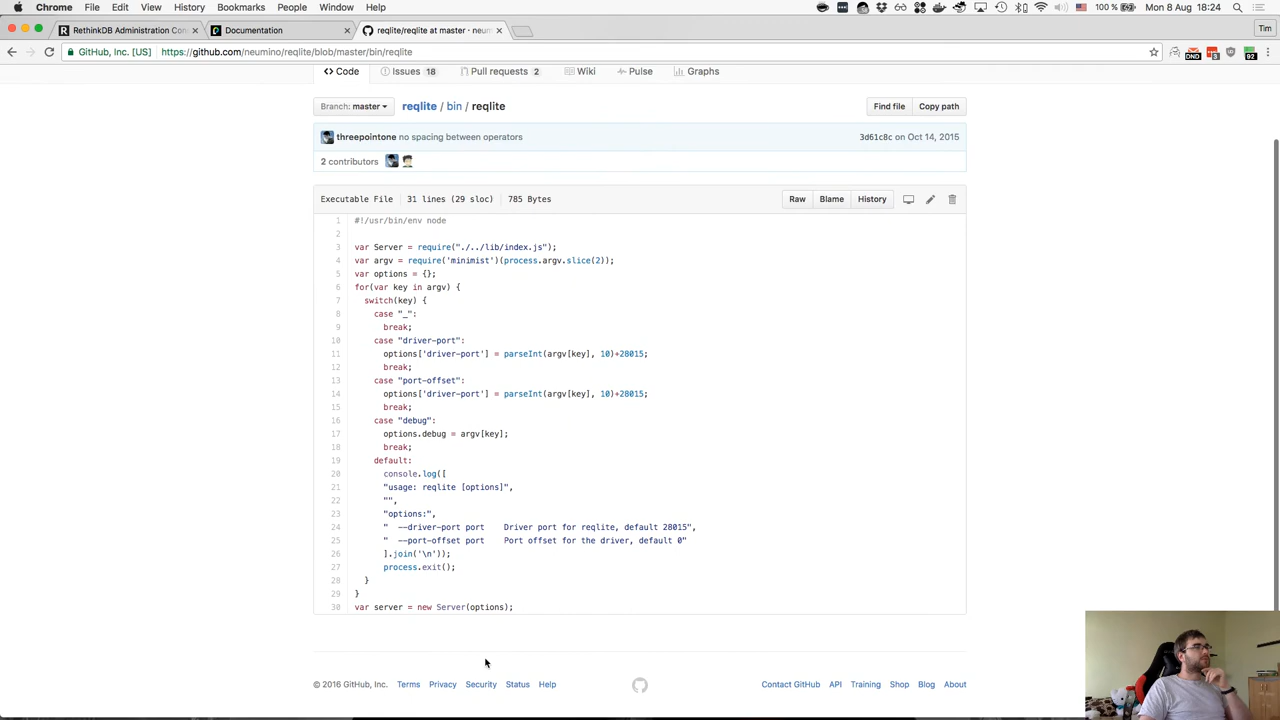 Chrome File Edit View History Bookmarks People Window Help
100 % Mon 8 Aug 18:24
RethinkDB Administration Con
Documentation
reqlite/reqlite at master · neum
Tim
GitHub, Inc. [US] https://github.com/neumino/reqlite/blob/master/bin/reqlite
DND 3 92
Code Issues 18 Pull requests 2 Wiki Pulse Graphs
Branch: master reqlite / bin / reqlite Find file Copy path
threepointone no spacing between operators 3d61c8c on Oct 14, 2015
2 contributors
Executable File 31 lines (29 sloc) 785 Bytes Raw Blame History
1 #!/usr/bin/env node
2
3 var Server = require("./../lib/index.js");
4 var argv = require('minimist')(process.argv.slice(2));
5 var options = {};
6 for(var key in argv) {
7 switch(key) {
8 case "_":
9 break;
10 case "driver-port":
11 options['driver-port'] = parseInt(argv[key], 10)+28015;
12 break;
13 case "port-offset":
14 options['driver-port'] = parseInt(argv[key], 10)+28015;
15 break;
16 case "debug":
17 options.debug = argv[key];
18 break;
19 default:
20 console.log([
21 "usage: reqlite [options]",
22 "",
23 "options:",
24 " --driver-port port Driver port for reqlite, default 28015",
25 " --port-offset port Port offset for the driver, default 0"
26 ].join('\n'));
27 process.exit();
28 }
29 }
30 var server = new Server(options);
© 2016 GitHub, Inc. Terms Privacy Security Status Help Contact GitHub API Training Shop Blog About